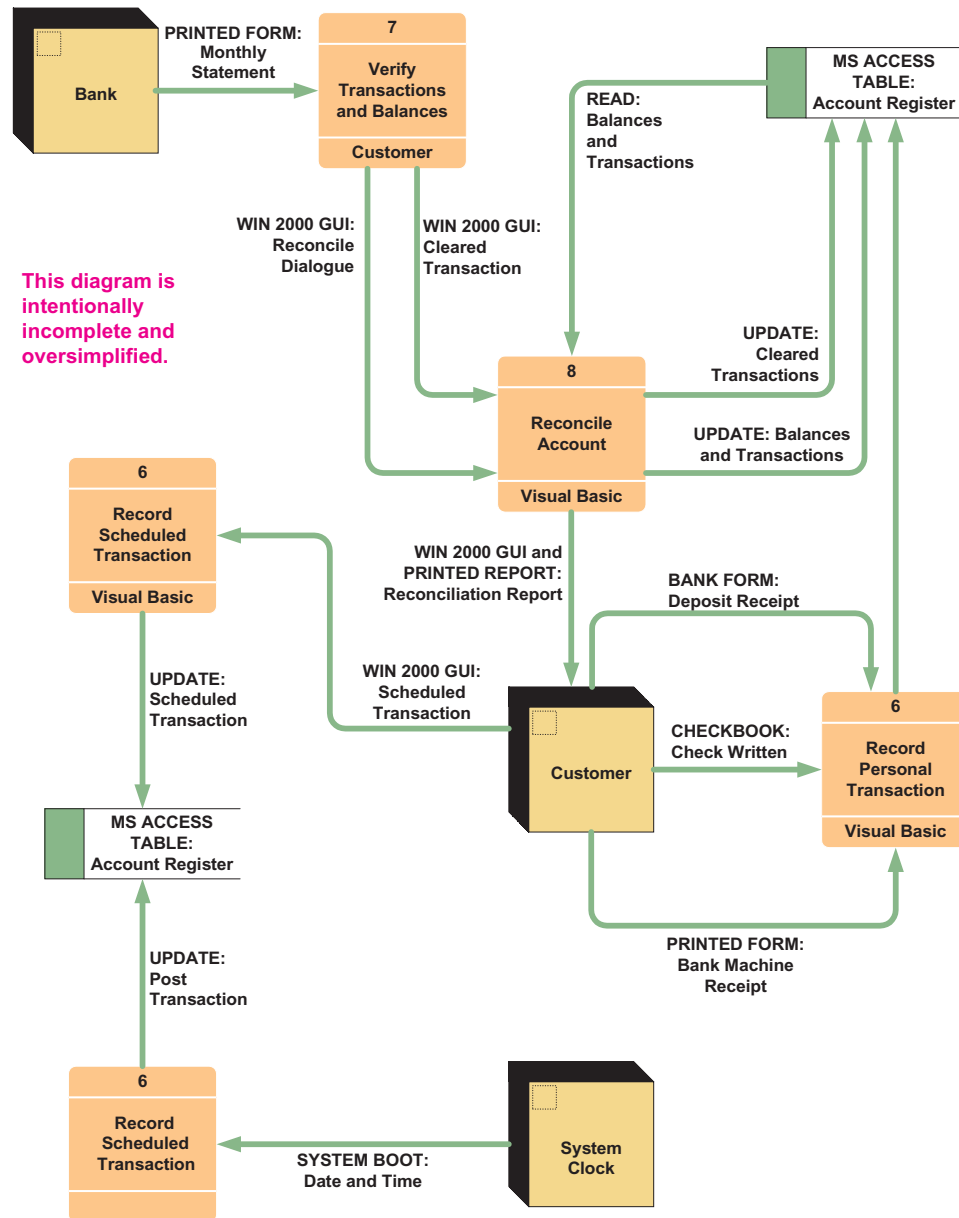 PRINTED FORM:
Monthly
Statement
Bank
7
Verify
Transactions
and Balances
Customer
MS ACCESS
TABLE:
Account Register
READ:
Balances
and
Transactions
WIN 2000 GUI:
Reconcile
Dialogue
WIN 2000 GUI:
Cleared
Transaction
This diagram is
intentionally
incomplete and
oversimplified.
UPDATE:
Cleared
Transactions
8
Reconcile
Account
Visual Basic
UPDATE: Balances
and Transactions
6
Record
Scheduled
Transaction
Visual Basic
WIN 2000 GUI and
PRINTED REPORT:
Reconciliation Report
BANK FORM:
Deposit Receipt
UPDATE:
Scheduled
Transaction
WIN 2000 GUI:
Scheduled
Transaction
Customer
CHECKBOOK:
Check Written
6
Record
Personal
Transaction
Visual Basic
MS ACCESS
TABLE:
Account Register
PRINTED FORM:
Bank Machine
Receipt
UPDATE:
Post
Transaction
6
Record
Scheduled
Transaction
SYSTEM BOOT:
Date and Time
System
Clock